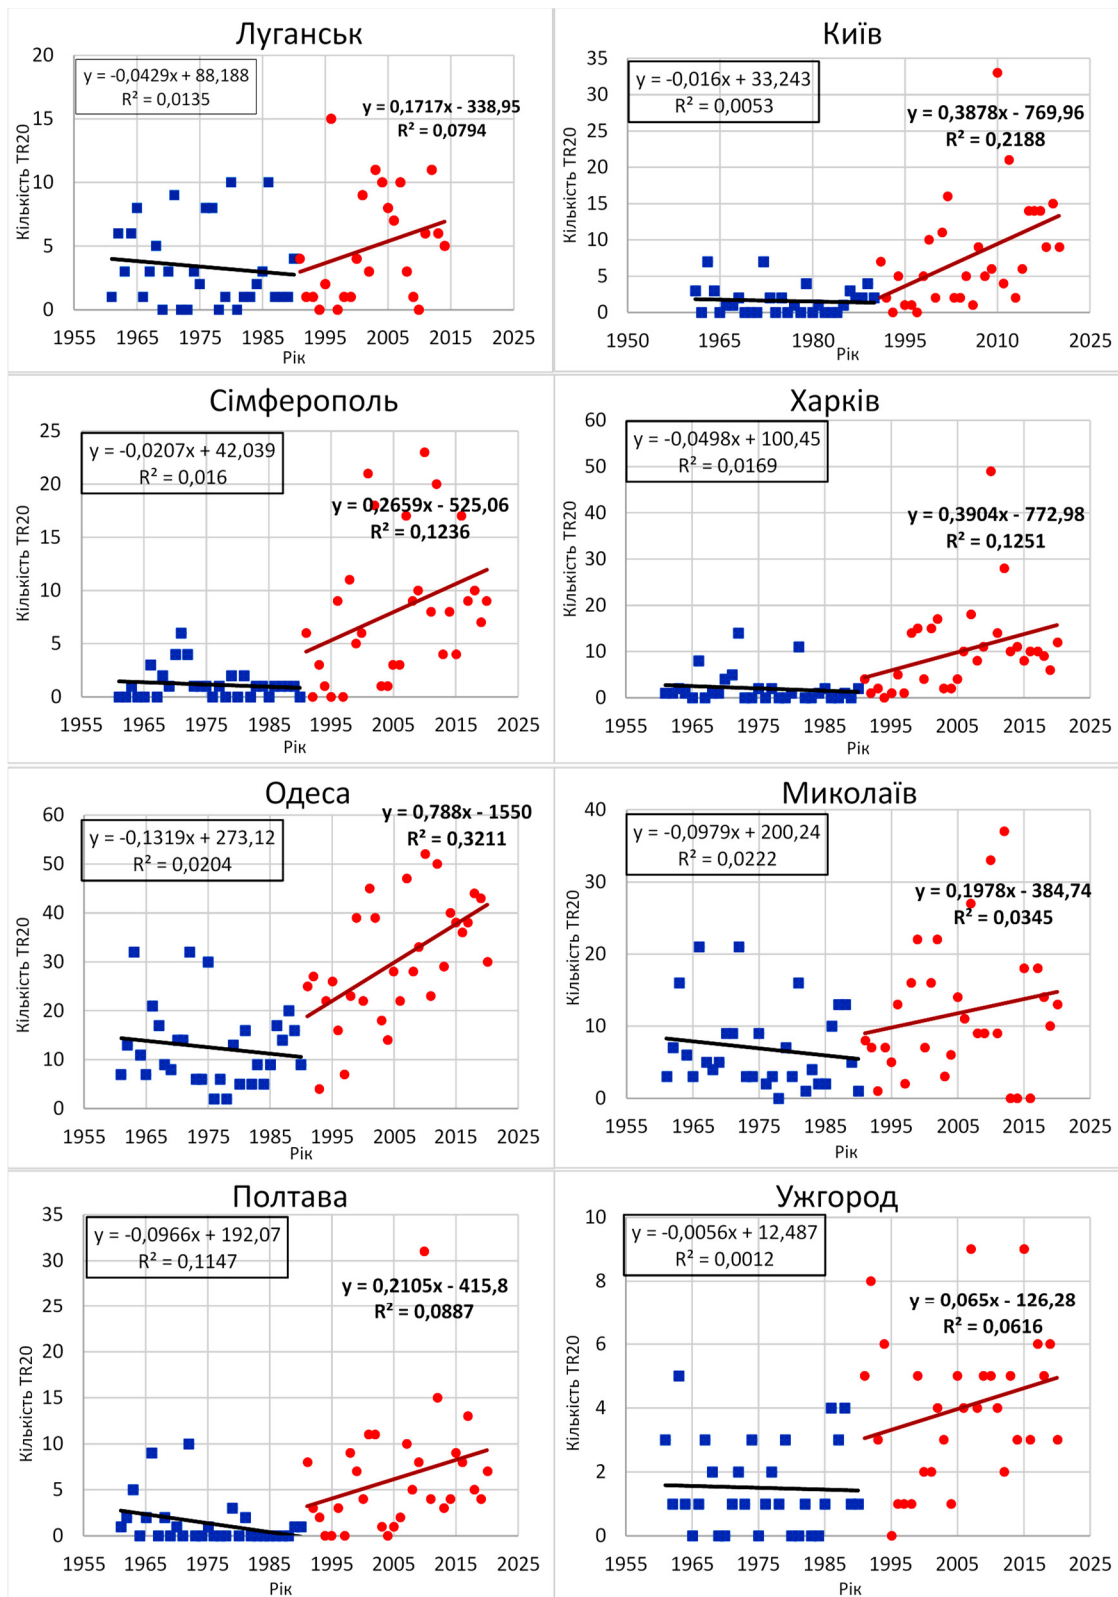 Луганськ
20
15
10
5
0
Кількість TR20
y = -0,0429x + 88,188
R² = 0,0135
y = 0,1717x - 338,95
R² = 0,0794
1955 1965 1975 1985 1995 2005 2015 2025
Рік
Київ
35
30
25
20
15
10
5
0
Кількість TR20
y = -0,016x + 33,243
R² = 0,0053
y = 0,3878x - 769,96
R² = 0,2188
1950 1965 1980 1995 2010 2025
Рік
Сімферополь
25
20
15
10
5
0
Кількість TR20
y = -0,0207x + 42,039
R² = 0,016
y = 0,2659x - 525,06
R² = 0,1236
1955 1965 1975 1985 1995 2005 2015 2025
Рік
Харків
60
50
40
30
20
10
0
Кількість TR20
y = -0,0498x + 100,45
R² = 0,0169
y = 0,3904x - 772,98
R² = 0,1251
1955 1965 1975 1985 1995 2005 2015 2025
Рік
Одеса
60
50
40
30
20
10
0
Кількість TR20
y = -0,1319x + 273,12
R² = 0,0204
y = 0,788x - 1550
R² = 0,3211
1955 1965 1975 1985 1995 2005 2015 2025
Рік
Миколаїв
40
30
20
10
0
Кількість TR20
y = -0,0979x + 200,24
R² = 0,0222
y = 0,1978x - 384,74
R² = 0,0345
1955 1965 1975 1985 1995 2005 2015 2025
Рік
Полтава
35
30
25
20
15
10
5
0
Кількість TR20
y = -0,0966x + 192,07
R² = 0,1147
y = 0,2105x - 415,8
R² = 0,0887
1955 1965 1975 1985 1995 2005 2015 2025
Рік
Ужгород
10
8
6
4
2
0
Кількість TR20
y = -0,0056x + 12,487
R² = 0,0012
y = 0,065x - 126,28
R² = 0,0616
1955 1965 1975 1985 1995 2005 2015 2025
Рік